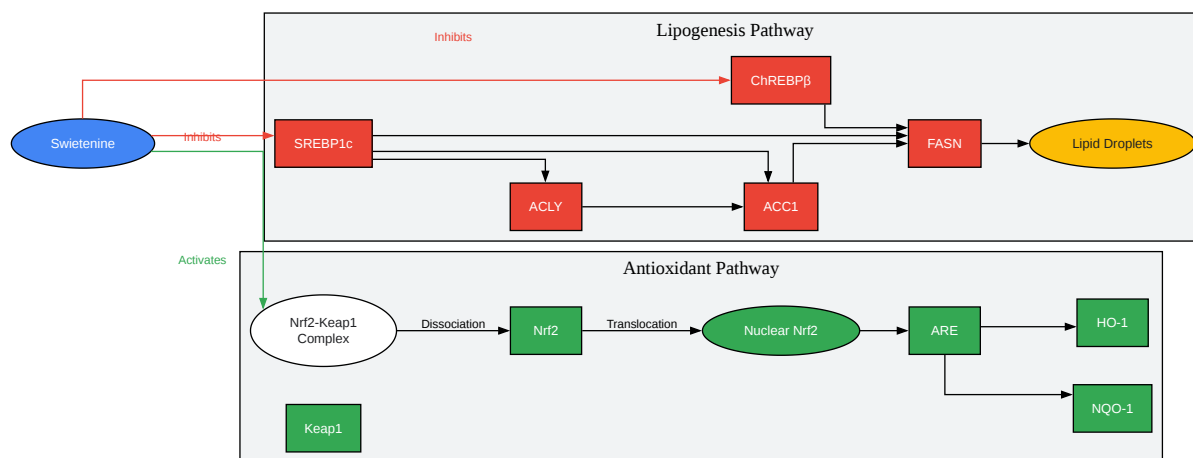 Lipogenesis Pathway
Inhibits
ChREBPβ
Swietenine
Inhibits
SREBP1c
FASN
Lipid Droplets
ACLY
ACC1
Activates
Antioxidant Pathway
Nrf2-Keap1
Complex
Dissociation
Nrf2
Translocation
Nuclear Nrf2
ARE
HO-1
NQO-1
Keap1